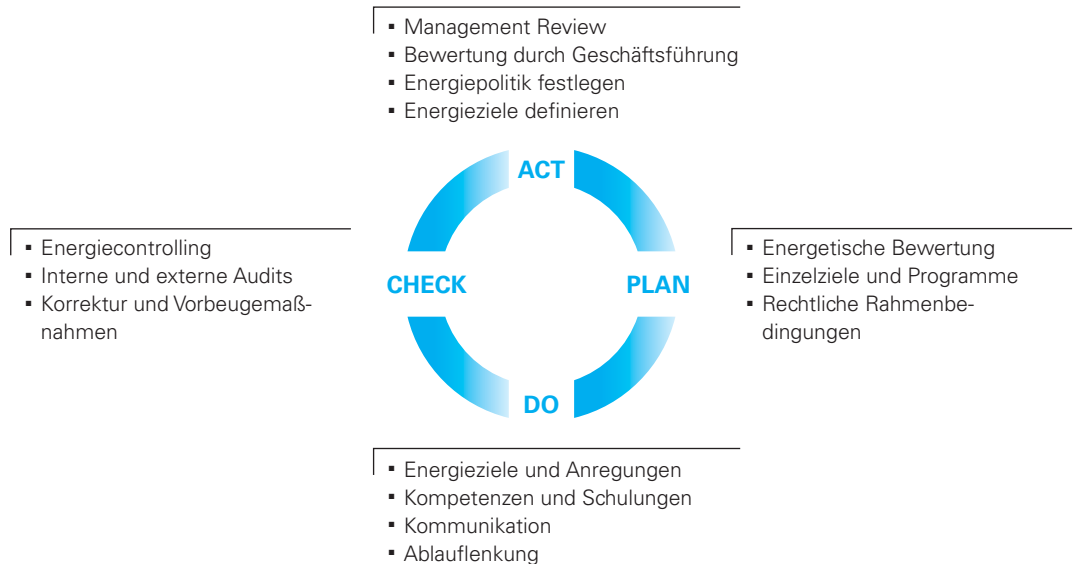 ▪ Management Review
▪ Bewertung durch Geschäftsführung
▪ Energiepolitik festlegen
▪ Energieziele definieren
ACT
▪ Energiecontrolling
▪ Interne und externe Audits
▪ Korrektur und Vorbeugemaß-
nahmen
CHECK
PLAN
▪ Energetische Bewertung
▪ Einzelziele und Programme
▪ Rechtliche Rahmenbe-
dingungen
DO
▪ Energieziele und Anregungen
▪ Kompetenzen und Schulungen
▪ Kommunikation
▪ Ablauflenkung